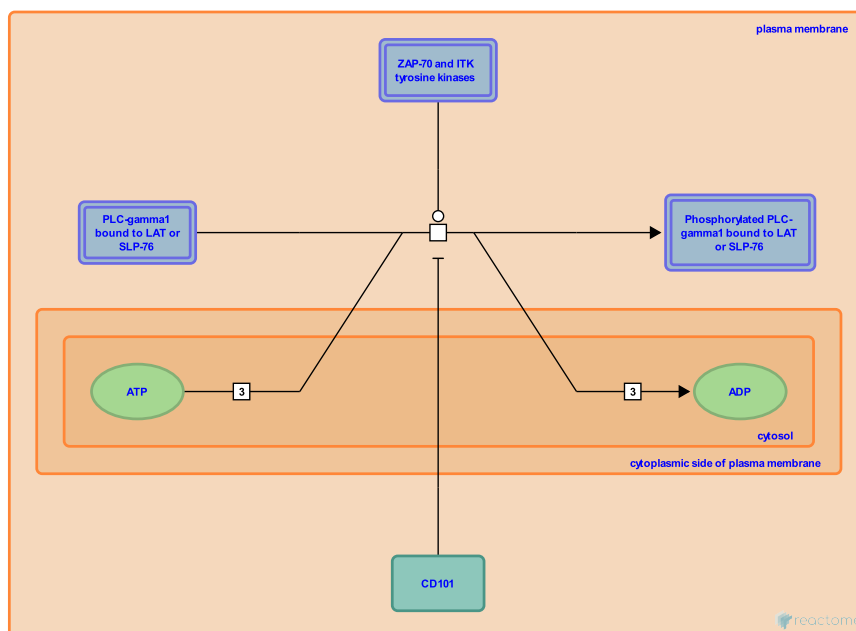 plasma membrane
ZAP-70 and ITK
tyrosine kinases
PLC-gamma1
bound to LAT or
SLP-76
Phosphorylated PLC-
gamma1 bound to LAT
or SLP-76
ATP
3
3
ADP
cytosol
cytoplasmic side of plasma membrane
CD101
reactome